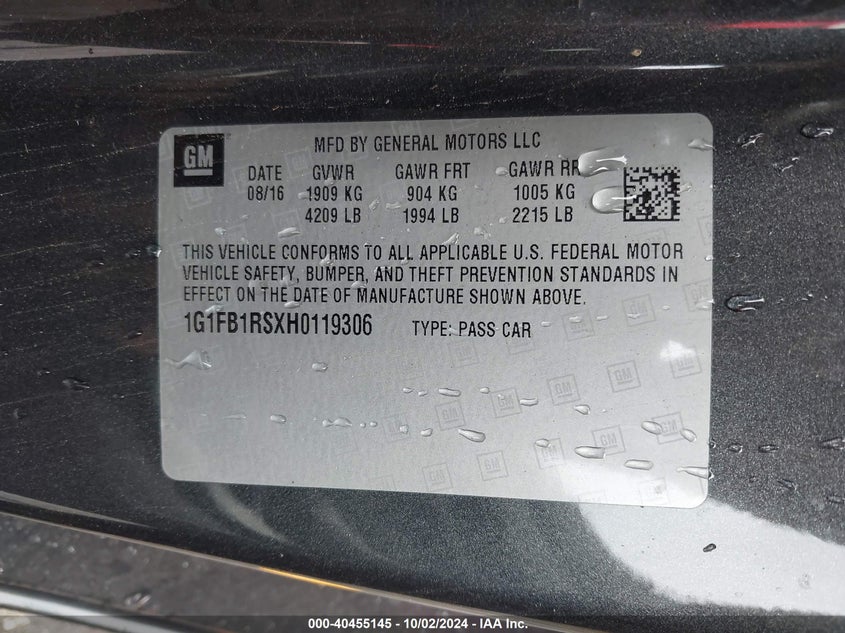 GM
MFD BY GENERAL MOTORS LLC
DATE GVWR GAWR FRT GAWR RR
08/16 1909 KG 904 KG 1005 KG
4209 LB 1994 LB 2215 LB
THIS VEHICLE CONFORMS TO ALL APPLICABLE U.S. FEDERAL MOTOR
VEHICLE SAFETY, BUMPER, AND THEFT PREVENTION STANDARDS IN
EFFECT ON THE DATE OF MANUFACTURE SHOWN ABOVE.
1G1FB1RSXH0119306 TYPE: PASS CAR
000-40455145 - 10/02/2024 - IAA Inc.